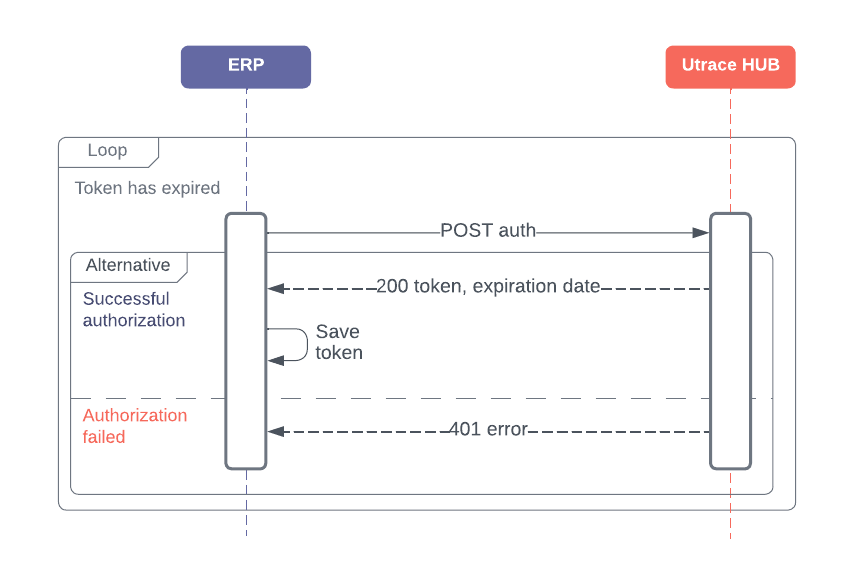 ERP
Utrace HUB
Loop
Token has expired
POST auth
Alternative
Successful
authorization
200 token, expiration date
Save
token
Authorization
failed
401 error